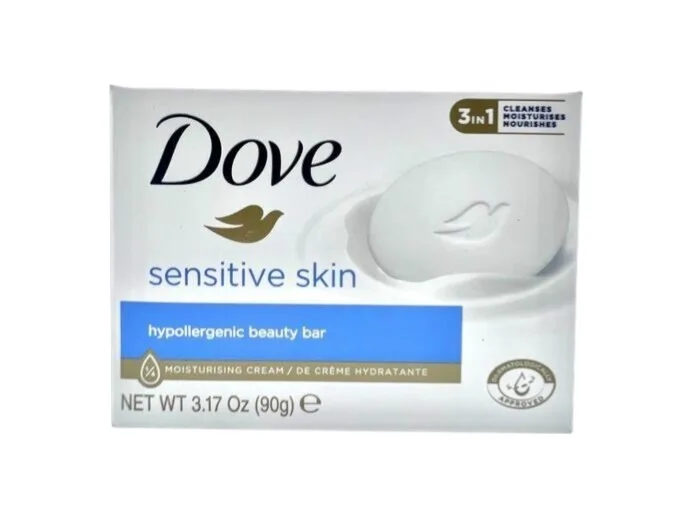 Dove
3IN1
CLEANSES
MOISTURISES
NOURISHES
sensitive skin
hypollergenic beauty bar
1/4 MOISTURISING CREAM / DE CRÈME HYDRATANTE
NET WT 3.17 Oz (90g) ℮
DERMATOLOGICALLY
APPROVED